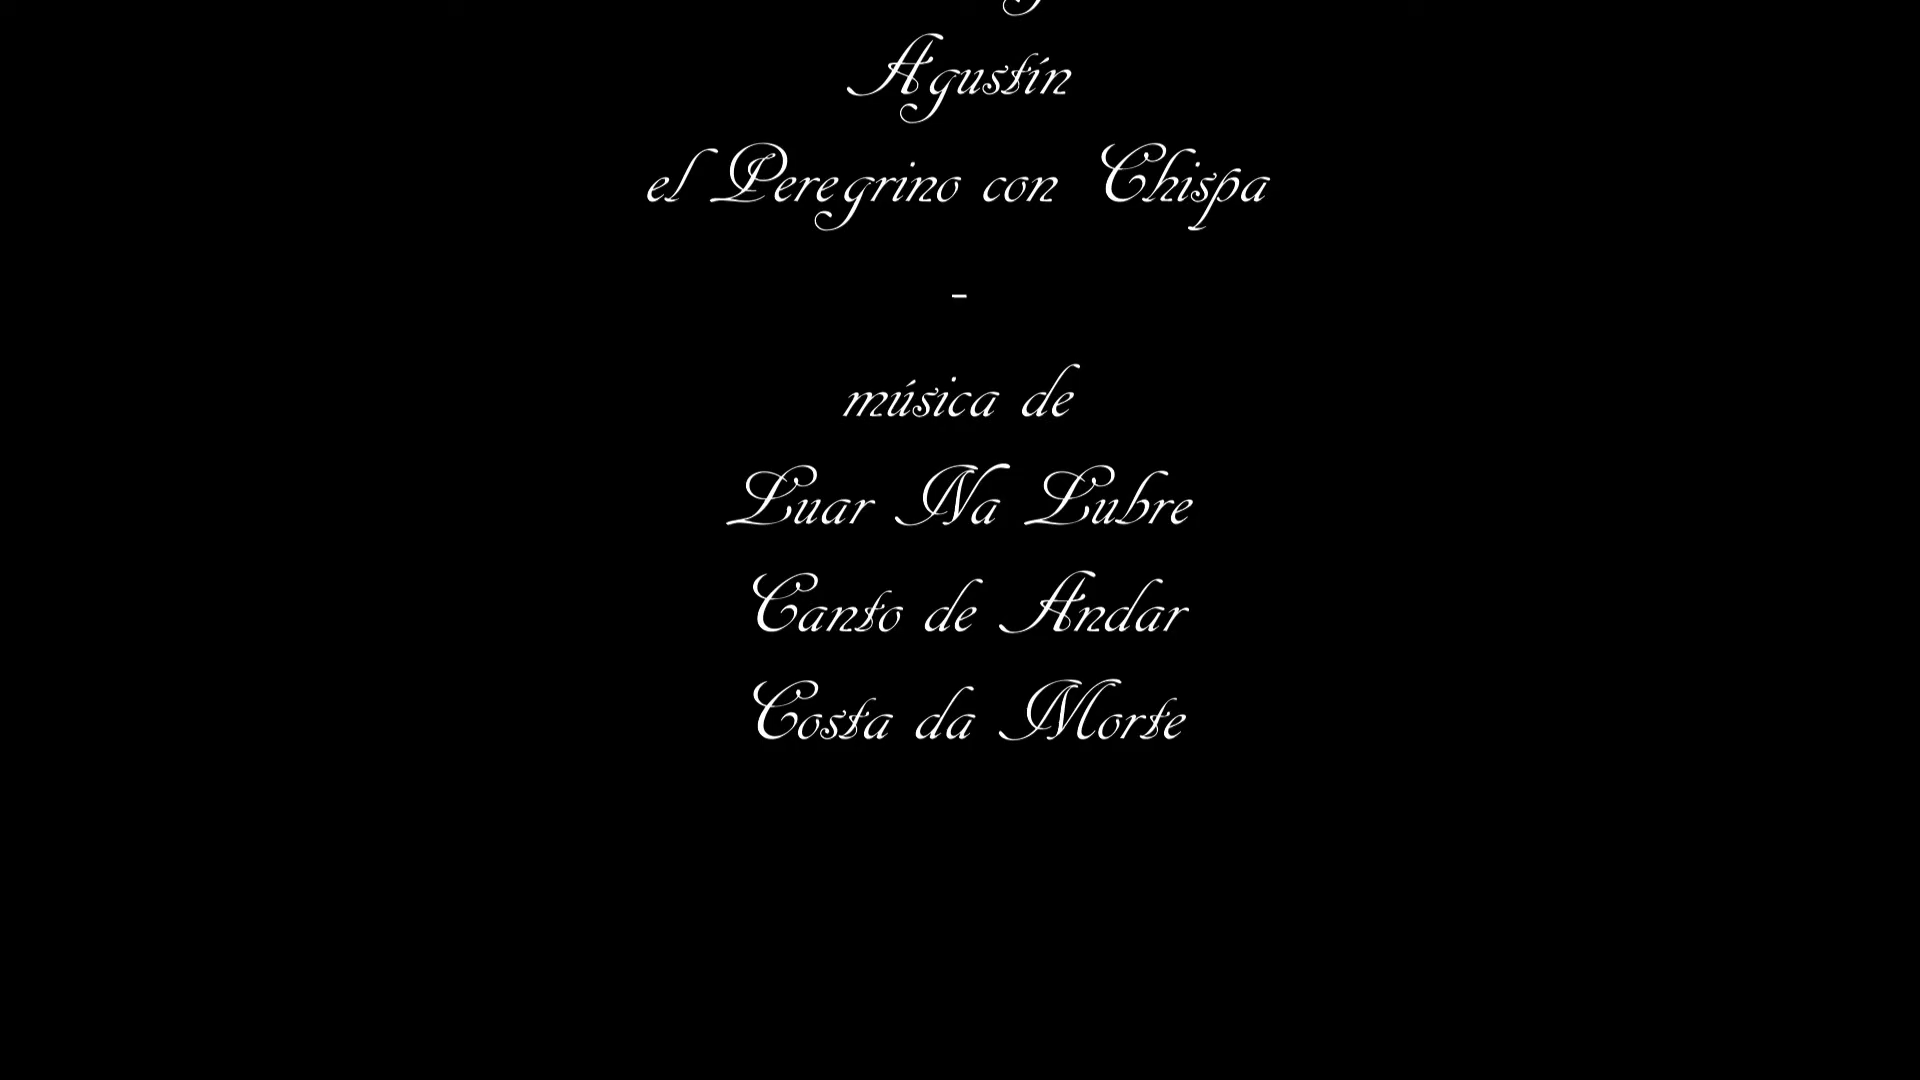 Agustín
el Peregrino con Chispa
-
música de
Luar Na Lubre
Canto de Andar
Costa da Morte